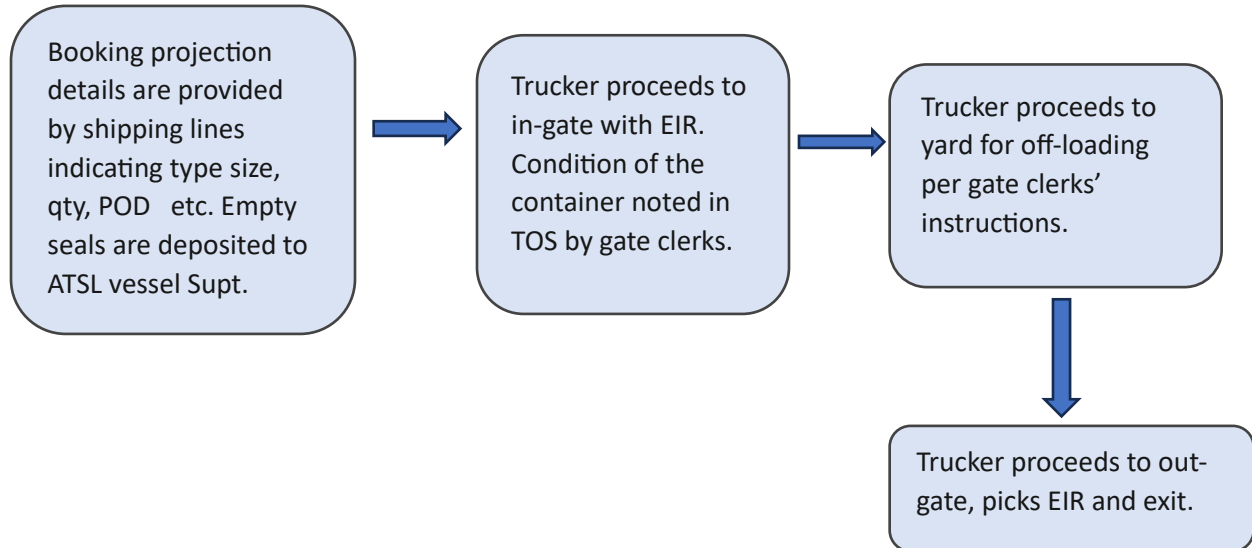 Booking projection
details are provided
by shipping lines
indicating type size,
qty, POD   etc. Empty
seals are deposited to
ATSL vessel Supt.
Trucker proceeds to
in-gate with EIR.
Condition of the
container noted in
TOS by gate clerks.
Trucker proceeds to
yard for off-loading
per gate clerks’
instructions.
Trucker proceeds to out-
gate, picks EIR and exit.